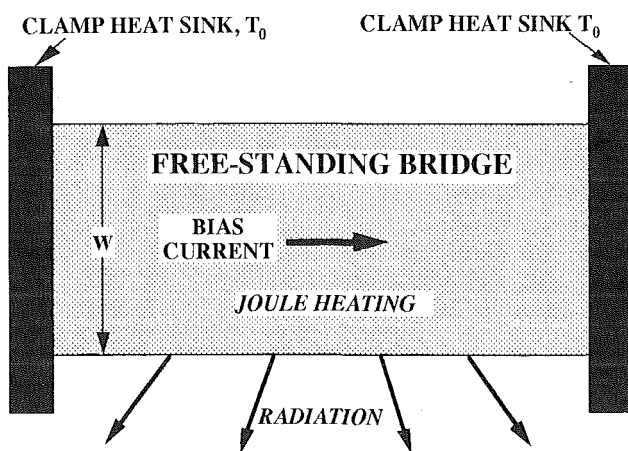 CLAMP HEAT SINK, T0
CLAMP HEAT SINK T0
FREE-STANDING BRIDGE
BIAS
CURRENT
W
JOULE HEATING
RADIATION